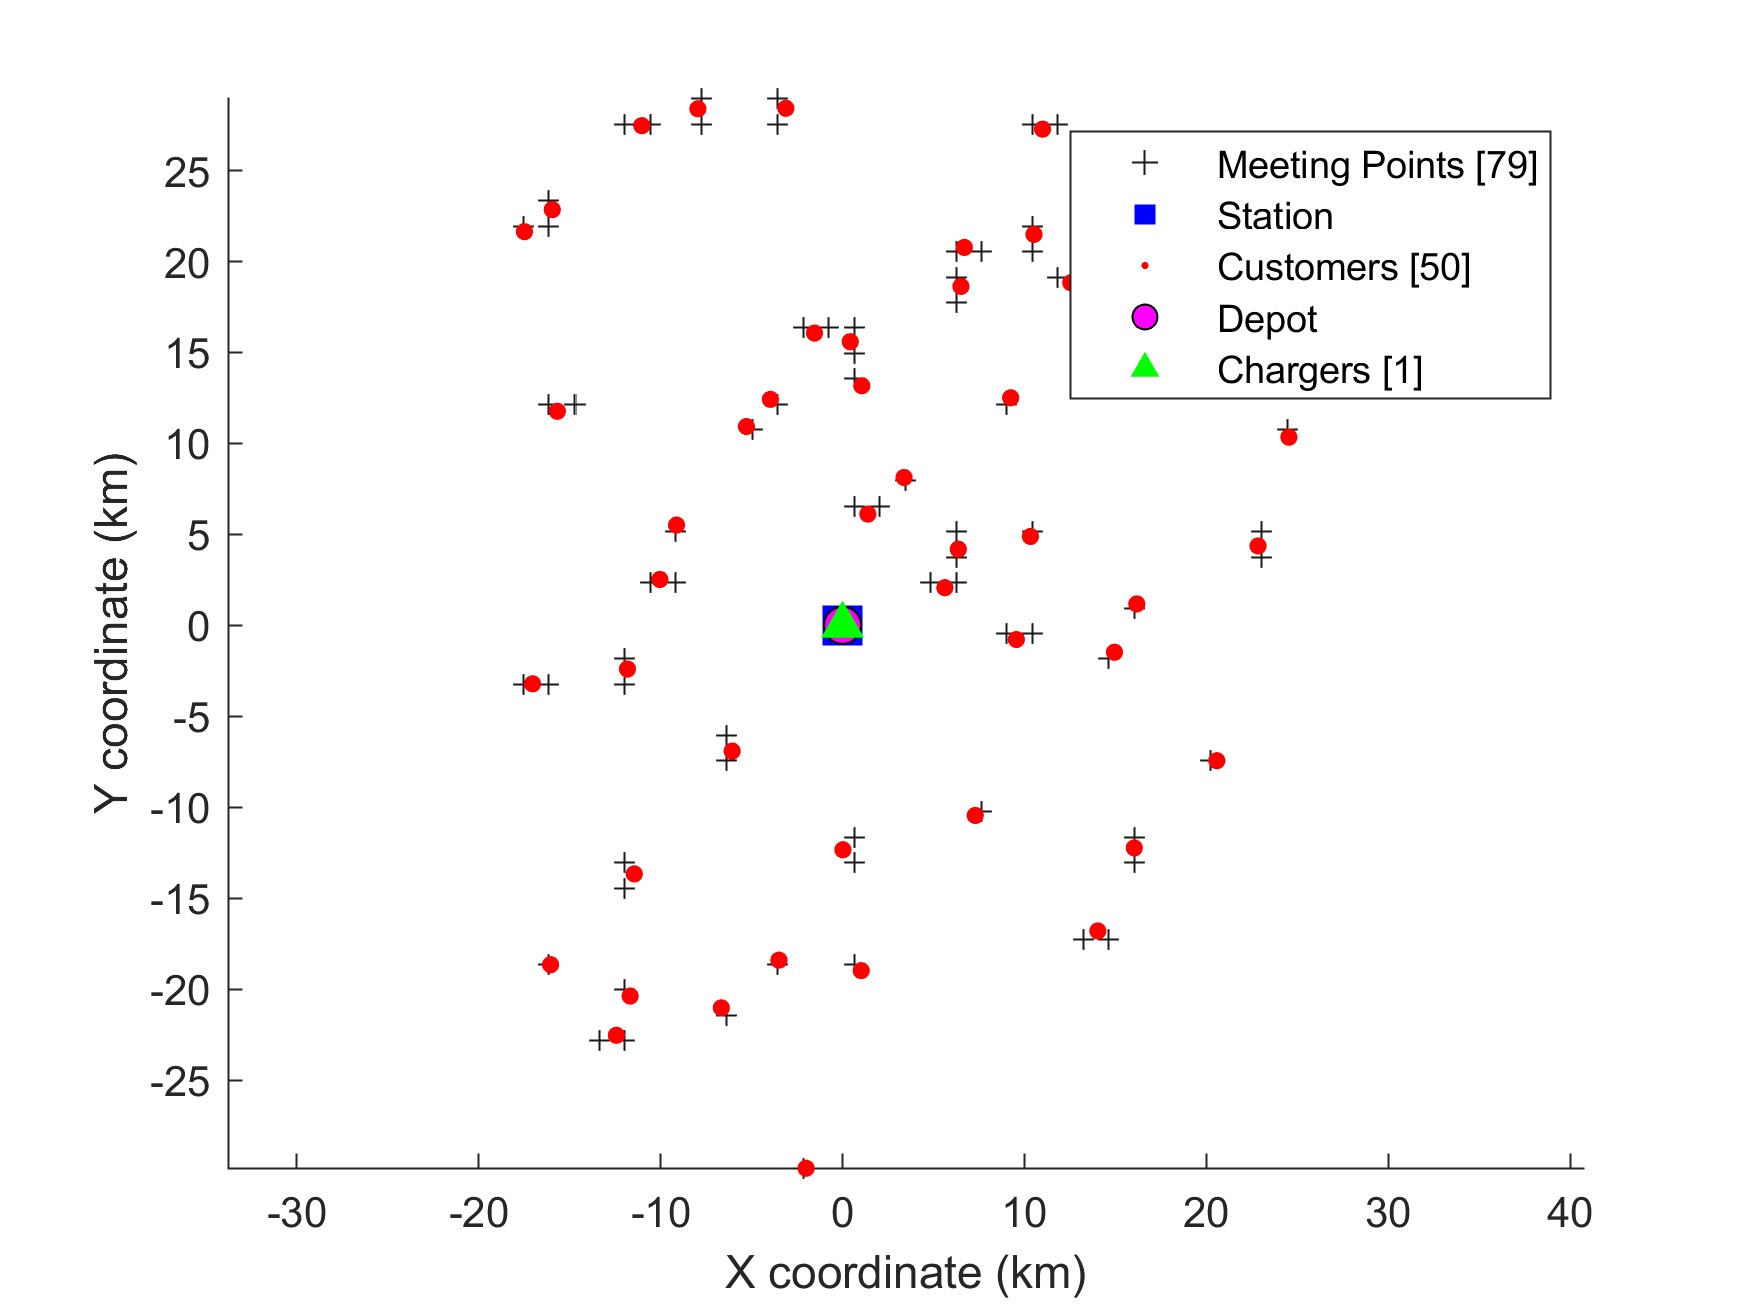 25
20
15
10
5
0
-5
-10
-15
-20
-25
Y coordinate (km)
Meeting Points [79]
Station
Customers [50]
Depot
Chargers [1]
-30 -20 -10 0 10 20 30 40
X coordinate (km)